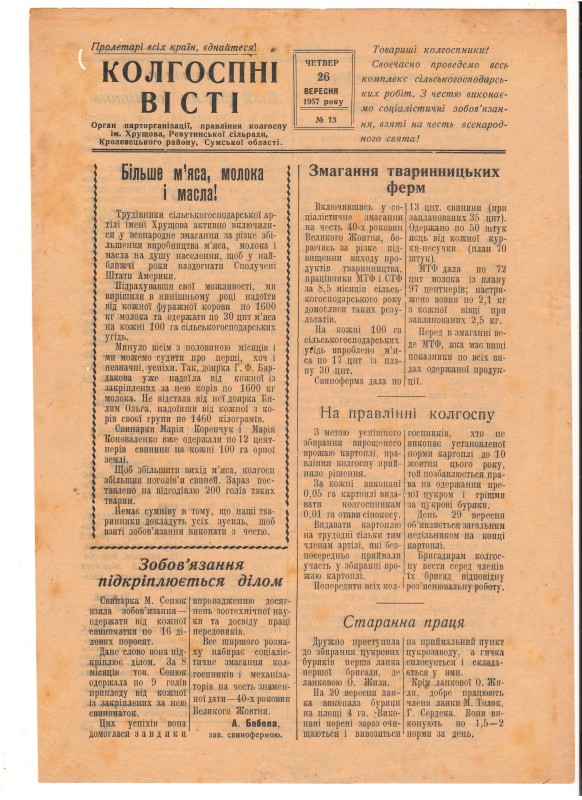 Пролетарі всіх країн, єднайтеся!
КОЛГОСПНІ
ВІСТІ
Орган парторганізації, правління колгоспу
ім. Хрущова, Ревутинської сільради,
Кролевецького району, Сумської області.
ЧЕТВЕР
26
ВЕРЕСНЯ
1957 року
№ 13
Товариші колгоспники!
Своєчасно проведемо весь
комплекс сільськогосподарсь-
ких робіт. З честю виконає-
мо соціалістичні зобов'язан-
ня, взяті на честь всенарод-
ного свята!
Більше м'яса, молока
і масла!
Трудівники сільськогосподарської ар-
тілі імені Хрущова активно включили-
ся у всенародне змагання за різке збі-
льшення виробництва м'яса, молока і
масла на душу населення, щоб у най-
ближчі роки наздогнати Сполучені
Штати Америки.
Підрахувавши свої можливості, ми
вирішили в нинішньому році надоїти
від кожної фуражної корови по 1600
кг молока та одержати по 30 цнт м'яса
на кожні 100 га сільськогосподарських
угідь.
Минуло вісім з половиною місяців і
ми можемо судити про перші, хоч і
незначні, успіхи. Так, доярка Г. Ф. Бар-
дакова уже надоїла від кожної із
закріплених за нею корів по 1600 кг
молока. Не відстала від неї доярка Би-
лим Ольга, надоївши від кожної з ко-
рів своєї групи по 1460 кілограмів.
Свинарки Марія Коренчук і Марія
Коноваленко вже одержали по 12 цент-
нерів свинини на кожні 100 га орної
землі.
Щоб збільшити вихід м'яса, колгосп
збільшив поголів'я свиней. Зараз пос-
тавлено на відгодівлю 200 голів таких
тварин.
Немає сумніву в тому, що наші тва-
ринники докладуть усіх зусиль, щоб
взяті зобов'язання виконати з честю.
Зобов'язання
підкріплюється ділом
Свинарка М. Сенюк
взяла зобов'язання—
одержати від кожної
свиноматки по 16 ді-
лових поросят.
Дане слово вона під-
кріплює ділом. За 8
місяців тов. Сенюк
одержала по 9 голів
приплоду від кожної
із закріплених за нею
свиноматок.
Цих успіхів вона
домоглася завдяки
впровадженню досяг-
нень зоотехнічної нау-
ки та досвіду праці
передовиків.
Все ширшого розма-
ху набирає соціаліс-
тичне змагання кол-
госпників і механіза-
торів на честь знамен-
ної дати—40-х роковин
Великого Жовтня.
А. Бабела,
зав. свинофермою.
Змагання тваринницьких
ферм
Включившись у со-
ціалістичне змагання
на честь 40-х роковин
Великого Жовтня, бо-
рючись за різке під-
вищення виходу про-
дуктів тваринництва,
працівники МТФ і СТФ
за 8,5 місяців сільсь-
когосподарського року
домоглися таких резу-
льтатів.
На кожні 100 га
сільськогосподарських
угідь вироблено м'я-
са по 17 цнт із пла-
ну 30 цнт.
Свиноферма дала по
13 цнт. свинини (при
запланованих 35 цнт).
Одержано по 50 штук
яєць від кожної кур-
ки-несучки (план 70
штук).
МТФ дала по 72
цнт молока із плану
97 центнерів; настри-
жено вовни по 2,1 кг
з кожної вівці при
запланованих 2,5 кг.
Перед в змаганні ве-
де МТФ, яка має вищі
показники по всіх ви-
дах одержаної продук-
ції.
На правлінні колгоспу
З метою успішного
збирання вирощеного
врожаю картоплі, пра-
вління колгоспу прий-
няло рішення.
За кожні виконані
0,05 га картоплі вида-
вати колгоспникам
0,01 га отави сінокосу.
Видавати картоплю
на трудодні тільки тим
членам артілі, які без-
посередньо приймали
участь у збиранні вро-
жаю картоплі.
Попередити всіх кол-
госпників, хто не
виконає установленої
норми картоплі до 10
жовтня цього року,
той позбавляється пра-
ва на одержання пре-
мії цукром і грішми
за цукрові буряки.
День 29 вересня
об'являється загальним
недільником на копці
картоплі.
Бригадирам колгос-
пу вести серед членів
їх бригад відповідну
роз'яснювальну роботу.
Старанна праця
Дружно приступила
до збирання цукрових
буряків перша ланка
першої бригади, де
ланковою О. Жила.
На 20 вересня лан-
ка викопала буряки
на площі 4 га. Вико-
пані корені зараз очи-
щаються і вивозяться
на приймальний пункт
цукрозаводу, а гичка
силосується і склада-
ється у ями.
Крім ланкової О. Жи-
ли, добре працюють
члени ланки М. Толок,
Г. Сердека. Вони ви-
конують по 1,5—2
норми за день.